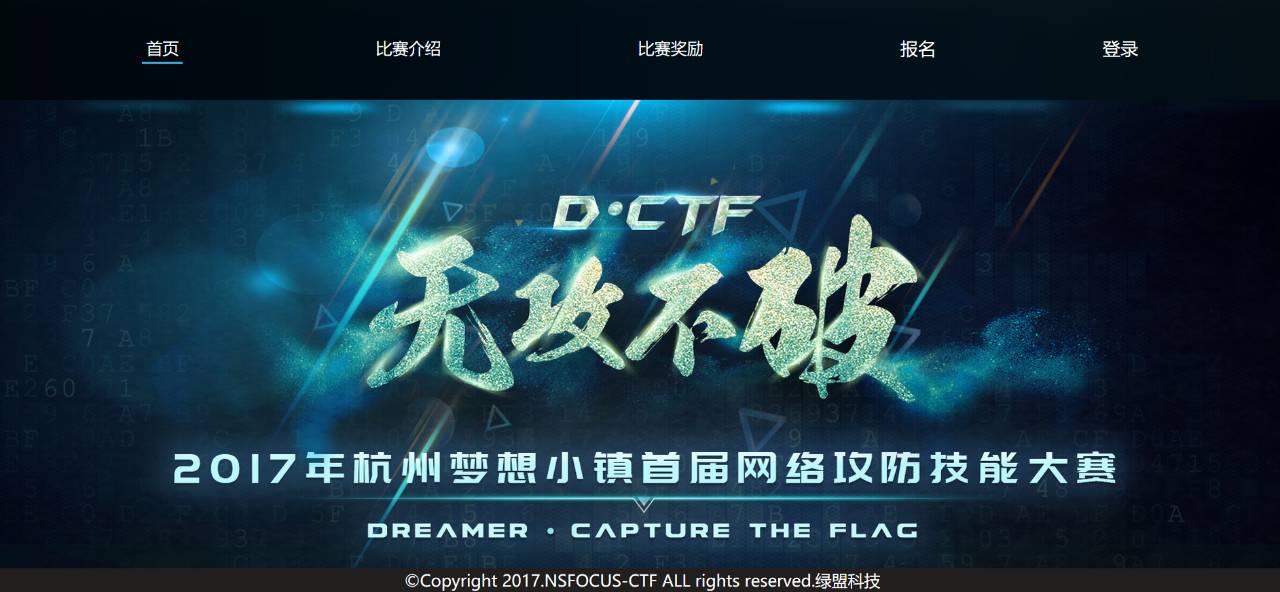 首页 比赛介绍 比赛奖励 报名 登录
D·CTF
无攻不破
2017年杭州梦想小镇首届网络攻防技能大赛
DREAMER · CAPTURE THE FLAG
©Copyright 2017.NSFOCUS-CTF ALL rights reserved.绿盟科技